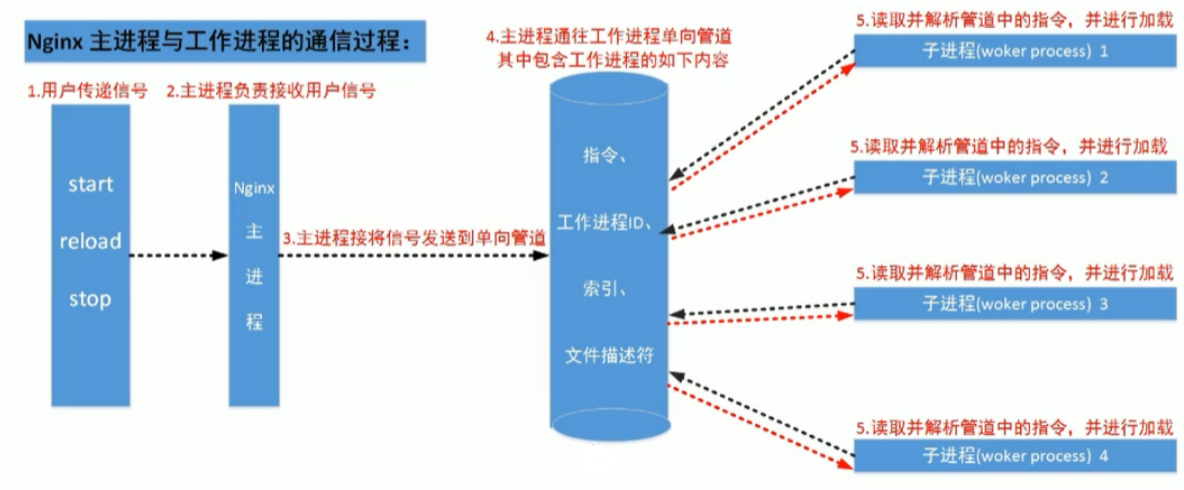 Nginx 主进程与工作进程的通信过程：
1.用户传递信号
2.主进程负责接收用户信号
start
reload
stop
Nginx
主
进
程
3.主进程接将信号发送到单向管道
4.主进程通往工作进程单向管道
其中包含工作进程的如下内容
指令、
工作进程ID、
索引、
文件描述符
5.读取并解析管道中的指令，并进行加载
子进程(woker process) 1
5.读取并解析管道中的指令，并进行加载
子进程(woker process) 2
5.读取并解析管道中的指令，并进行加载
子进程(woker process) 3
5.读取并解析管道中的指令，并进行加载
子进程(woker process) 4